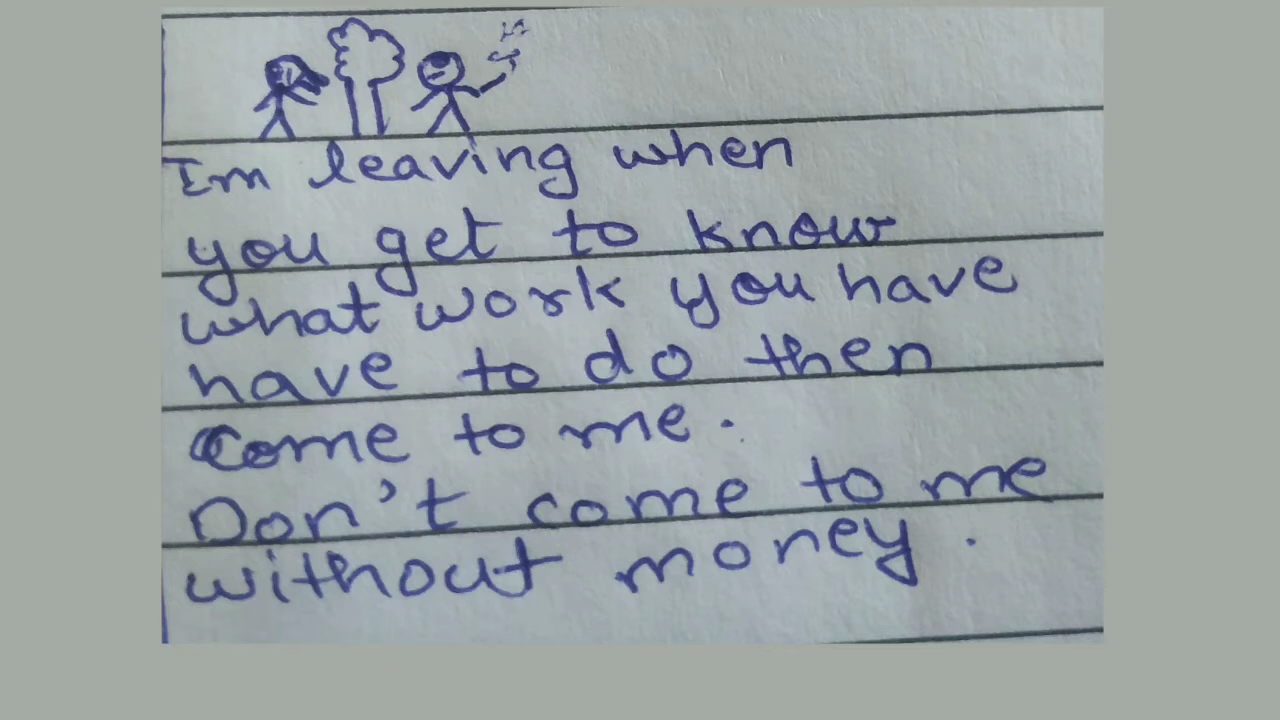 Im leaving when
you get to know
what work you have
have to do then
come to me.
Don't come to me
without money.